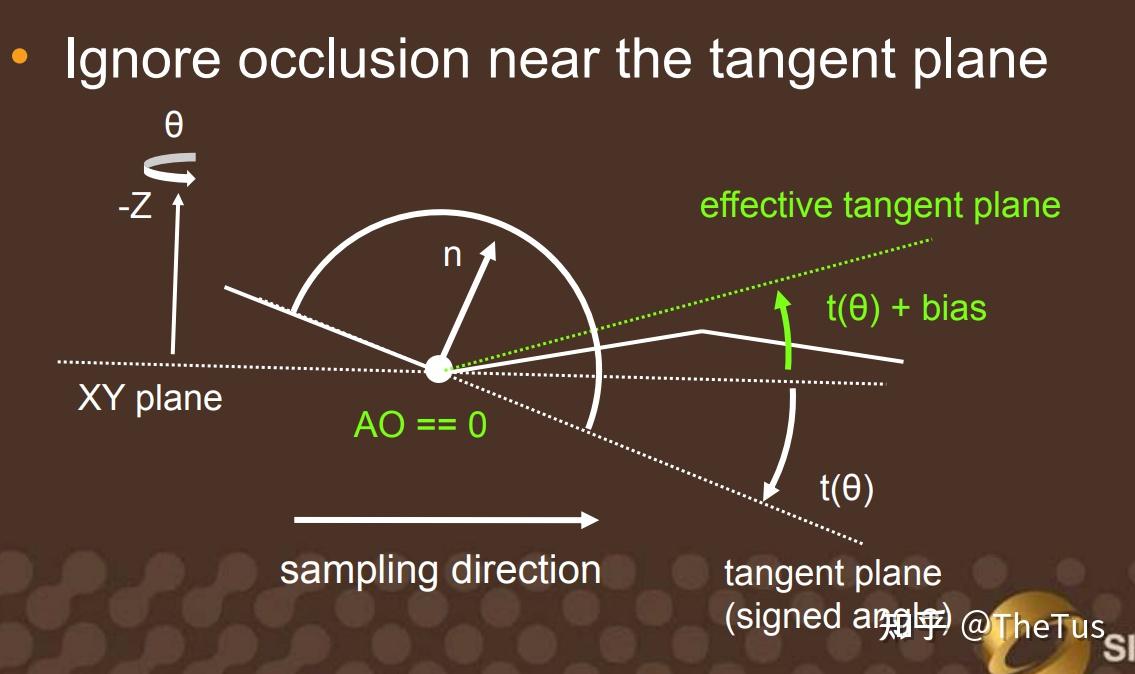 • Ignore occlusion near the tangent plane
θ
-Z
n
effective tangent plane
t(θ) + bias
XY plane
AO == 0
t(θ)
sampling direction
tangent plane
(signed angle)
知乎 @TheTus
SI